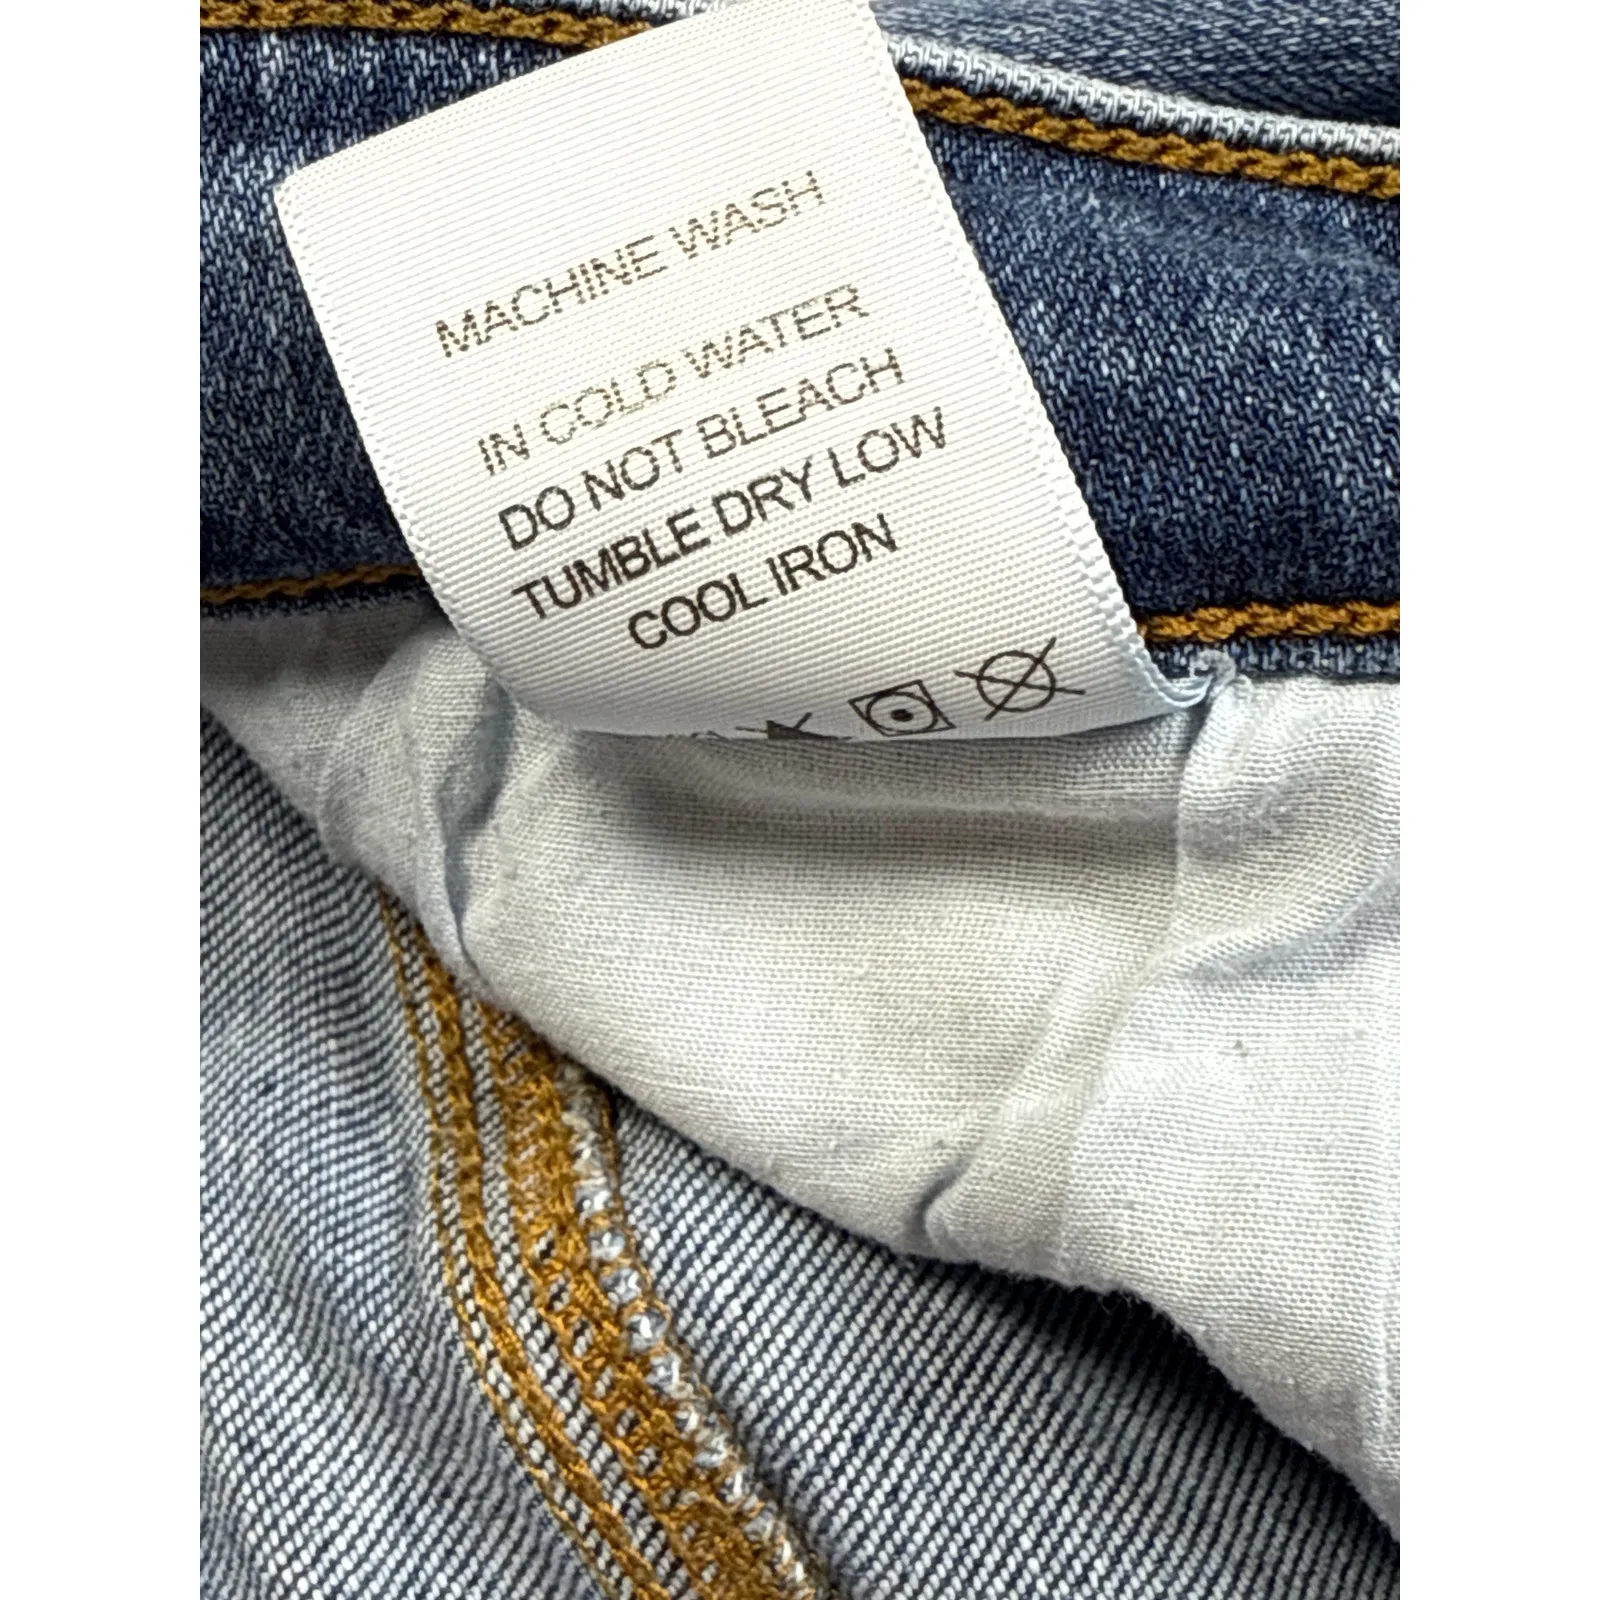 MACHINE WASH
IN COLD WATER
DO NOT BLEACH
TUMBLE DRY LOW
COOL IRON